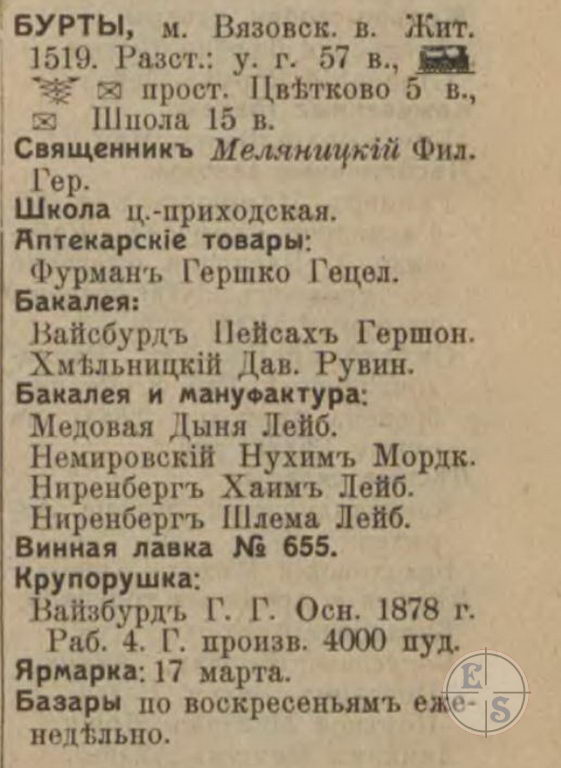 БУРТЫ, м. Вязовск. в. Жит.
1519. Разст.: у. г. 57 в.,
прост. Цвѣтково 5 в.,
Шпола 15 в.
Священникъ Меляницкій Фил.
Гер.
Школа ц.-приходская.
Аптекарскіе товары:
Фурманъ Гершко Гецел.
Бакалея:
Вайсбурдъ Пейсахъ Гершон.
Хмѣльницкій Дав. Рувин.
Бакалея и мануфактура:
Медовая Дыня Лейб.
Немировскій Нухимъ Мордк.
Ниренбергъ Хаимъ Лейб.
Ниренбергъ Шлема Лейб.
Винная лавка № 655.
Крупорушка:
Вайзбурдъ Г. Г. Осн. 1878 г.
Раб. 4. Г. произв. 4000 пуд.
Ярмарка: 17 марта.
Базары по воскресеньямъ еже-
недѣльно.
E
S